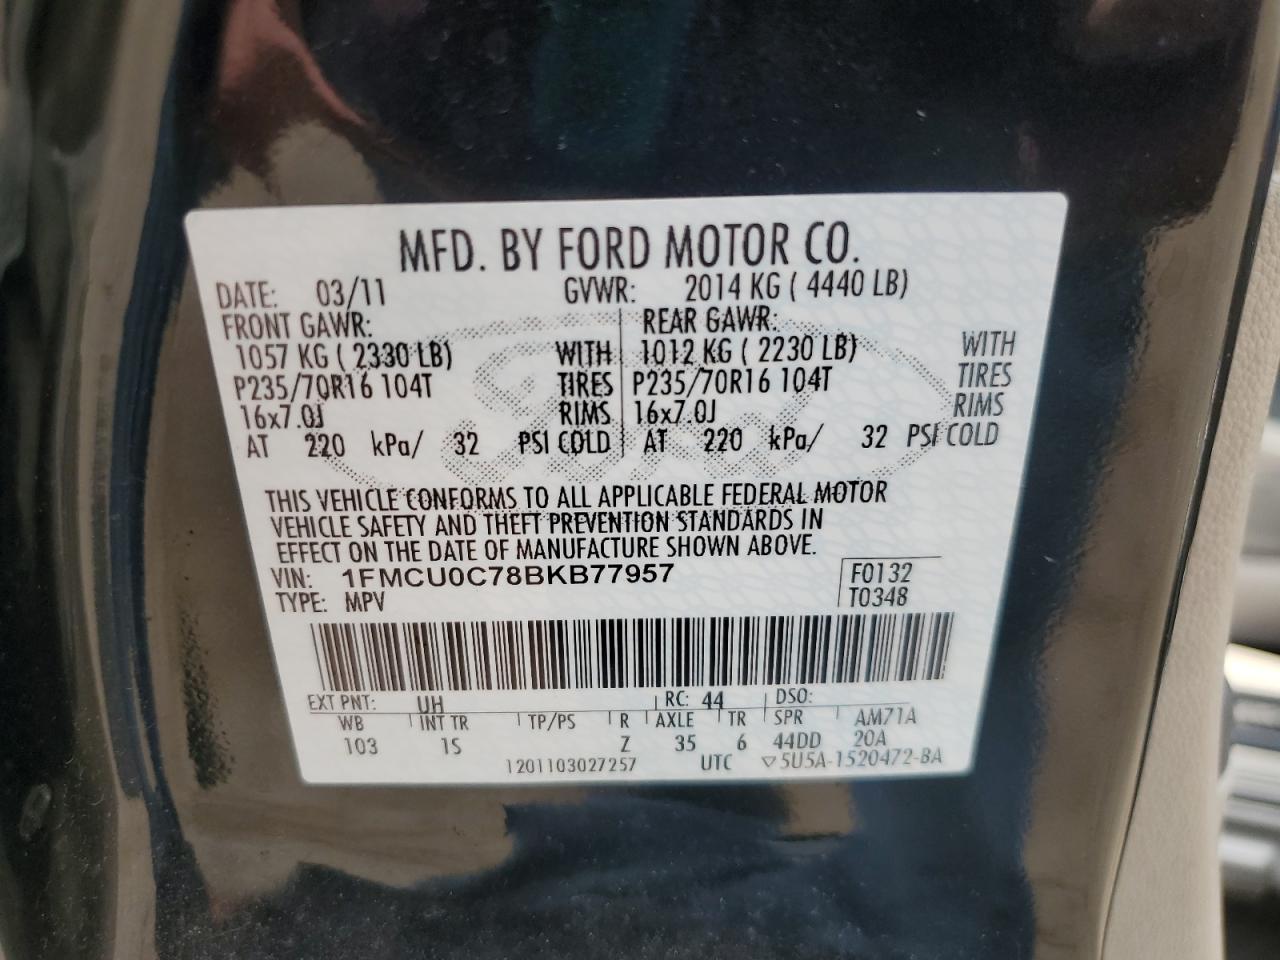 MFD. BY FORD MOTOR CO.
DATE: 03/11 GVWR: 2014 KG ( 4440 LB)
FRONT GAWR: REAR GAWR:
1057 KG ( 2330 LB) WITH 1012 KG ( 2230 LB) WITH
P235/70R16 104T TIRES P235/70R16 104T TIRES
16x7.0J RIMS 16x7.0J RIMS
AT 220 kPa/ 32 PSI COLD AT 220 kPa/ 32 PSI COLD
Ford
THIS VEHICLE CONFORMS TO ALL APPLICABLE FEDERAL MOTOR
VEHICLE SAFETY AND THEFT PREVENTION STANDARDS IN
EFFECT ON THE DATE OF MANUFACTURE SHOWN ABOVE.
VIN: 1FMCU0C78BKB77957 F0132
TYPE: MPV T0348
EXT PNT: UH RC: 44 DSO:
WB INT TR TP/PS R AXLE TR SPR AM71A
103 1S Z 35 6 44DD 20A
1201103027257 UTC ▽5U5A-1520472-BA